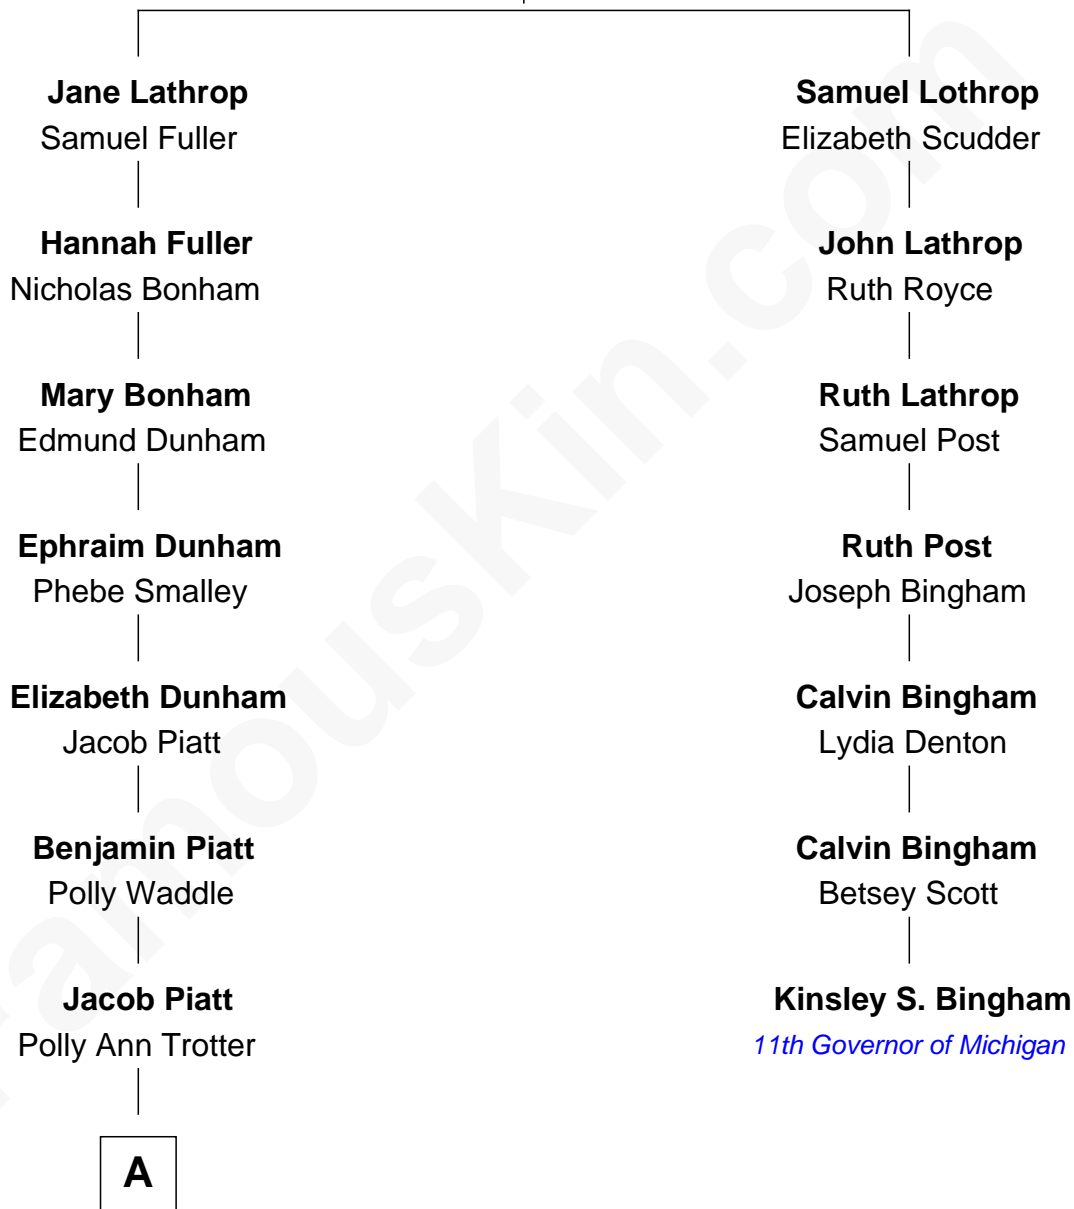 Jane Lathrop
Samuel Fuller
Hannah Fuller
Nicholas Bonham
Mary Bonham
Edmund Dunham
Ephraim Dunham
Phebe Smalley
Elizabeth Dunham
Jacob Piatt
Benjamin Piatt
Polly Waddle
Jacob Piatt
Polly Ann Trotter
A
Samuel Lothrop
Elizabeth Scudder
John Lathrop
Ruth Royce
Ruth Lathrop
Samuel Post
Ruth Post
Joseph Bingham
Calvin Bingham
Lydia Denton
Calvin Bingham
Betsey Scott
Kinsley S. Bingham
11th Governor of Michigan
FamousKin.com